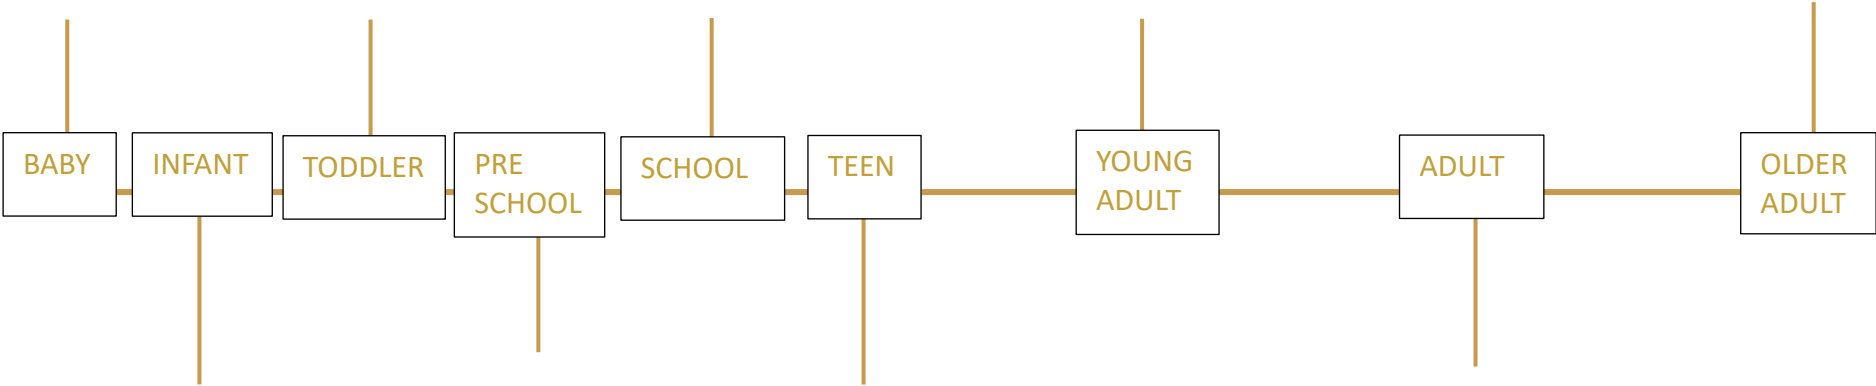 BABY
INFANT
TODDLER
PRE
SCHOOL
SCHOOL
TEEN
YOUNG
ADULT
ADULT
OLDER
ADULT